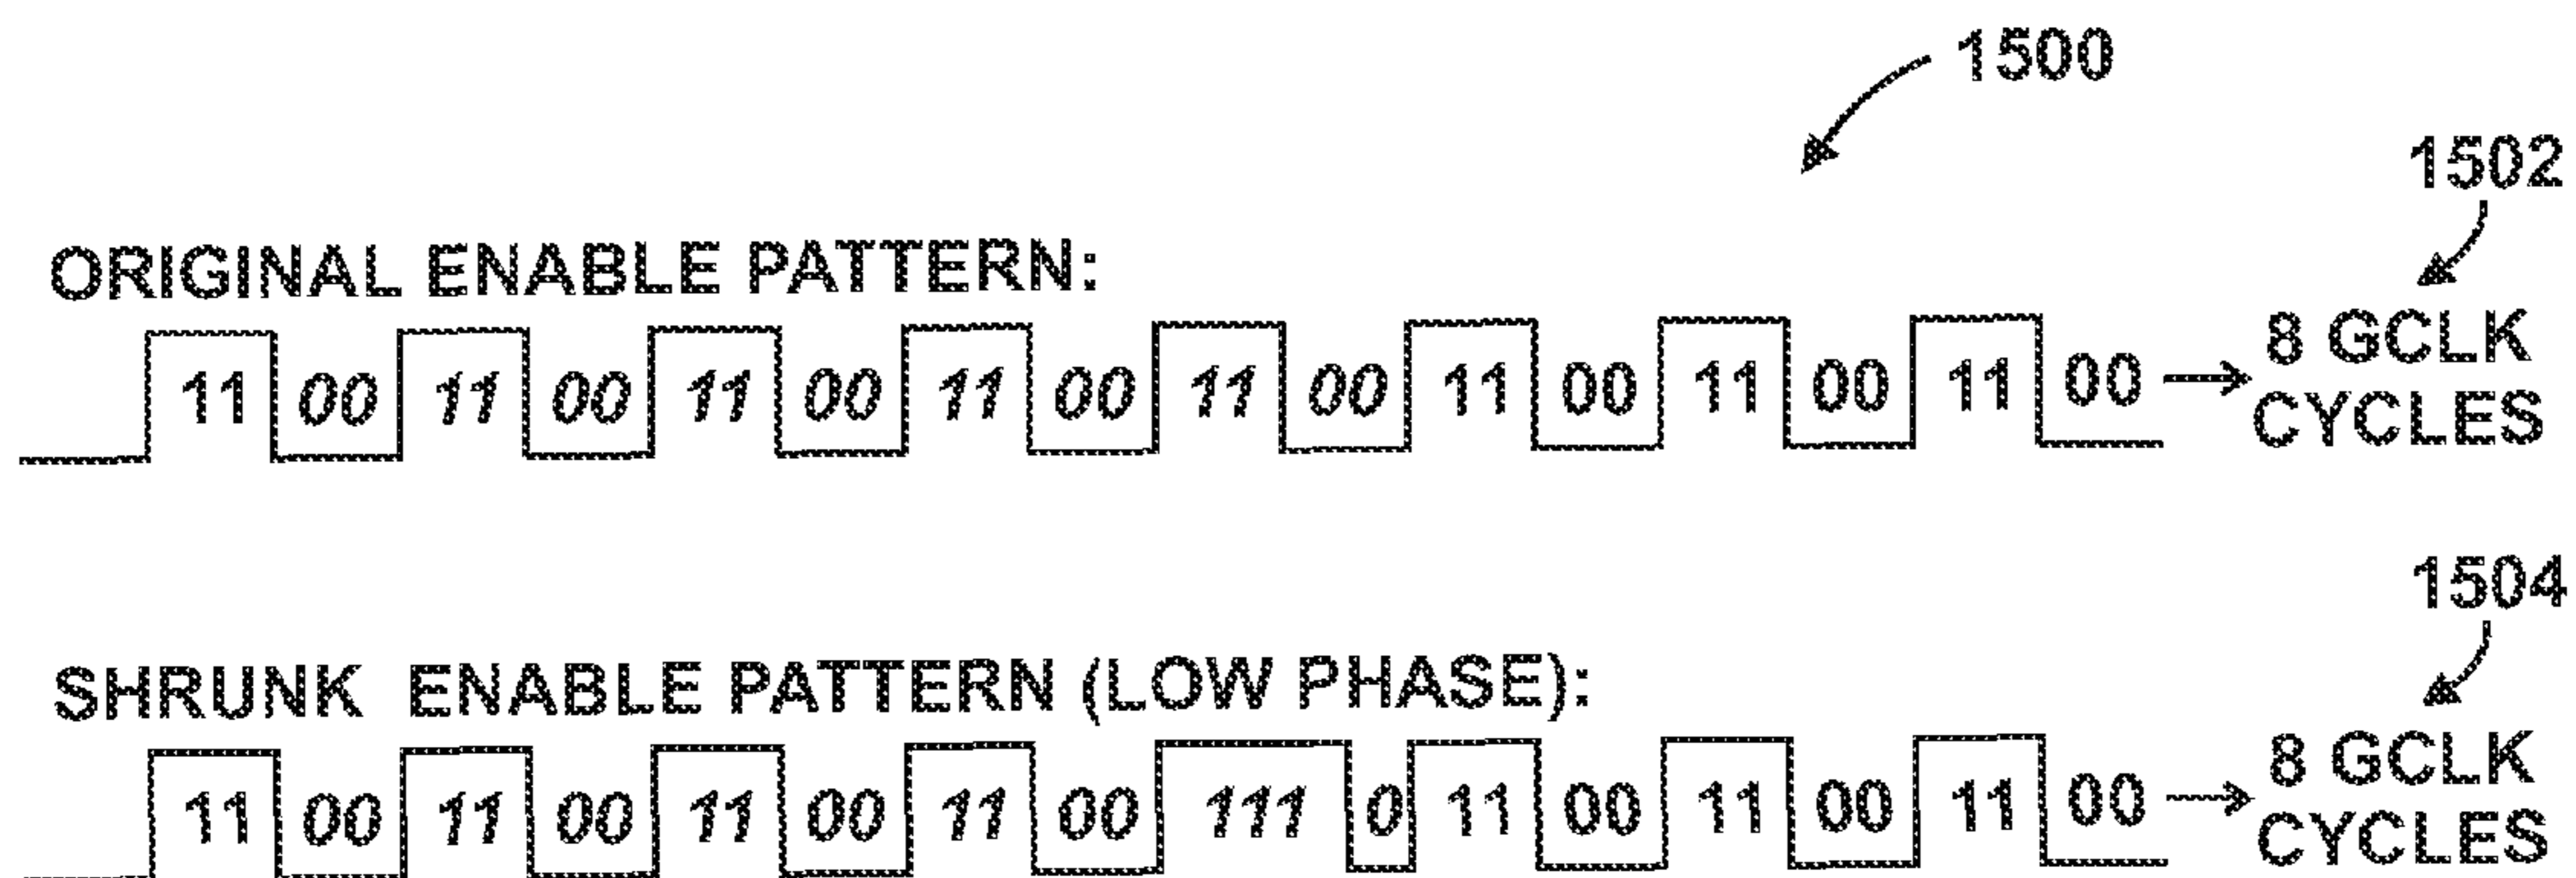 1500
1502
ORIGINAL ENABLE PATTERN:
11 00 11 00 11 00 11 00 11 00 11 00 11 00 11 00
8 GCLK
CYCLES
1504
SHRUNK ENABLE PATTERN (LOW PHASE):
11 00 11 00 11 00 11 00 111 0 11 00 11 00 11 00
8 GCLK
CYCLES